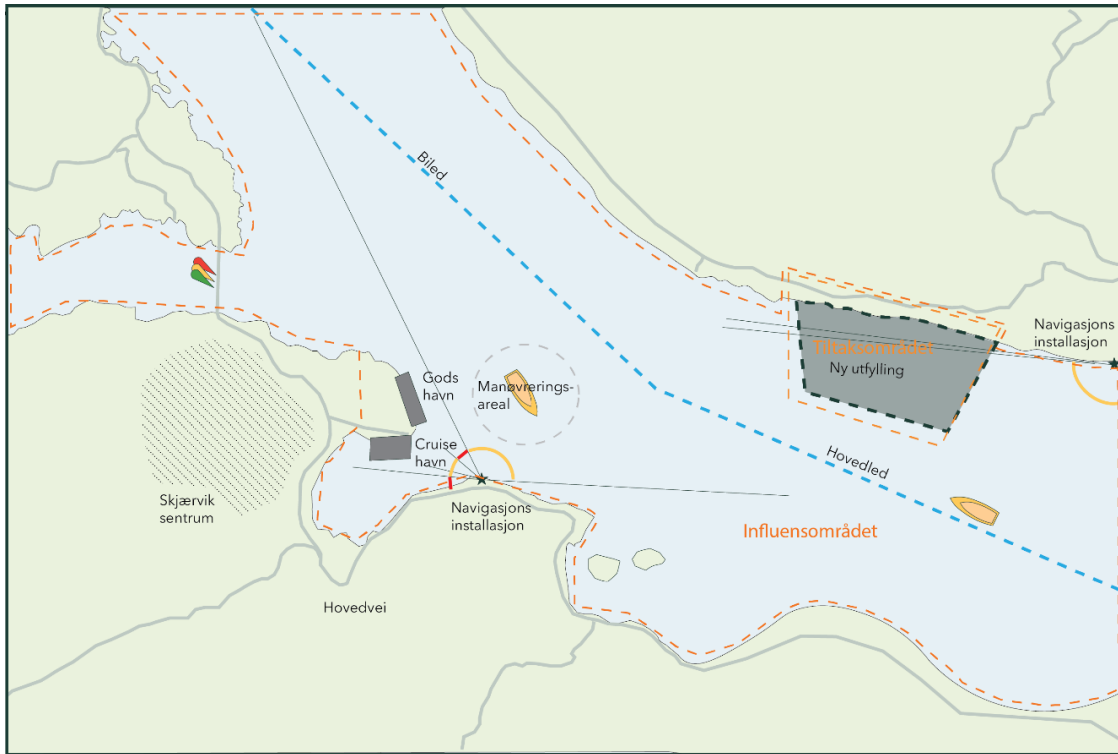 Biled
Navigasjons
installasjon
Tiltaksområdet
Ny utfylling
Gods
havn
Manøvrerings-
areal
Cruise
havn
Hovedled
Skjærvik
sentrum
Navigasjons
installasjon
Influensområdet
Hovedvei